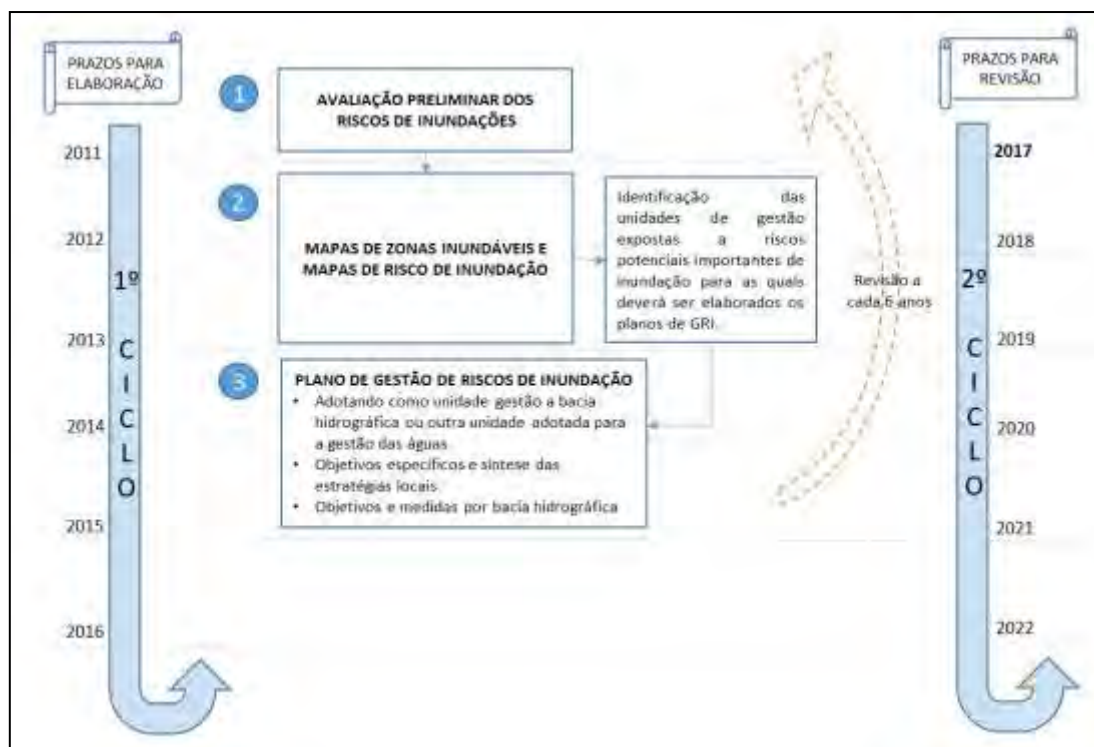 PRAZOS PARA
ELABORAÇÃO
2011
2012
2013
2014
2015
2016
1º
C
I
C
L
O
1
AVALIAÇÃO PRELIMINAR DOS
RISCOS DE INUNDAÇÕES
2
MAPAS DE ZONAS INUNDÁVEIS E
MAPAS DE RISCO DE INUNDAÇÃO
Identificação das
unidades de gestão
expostas a riscos
potenciais importantes de
inundação para as quais
deverá ser elaborados os
planos de GRI.
3
PLANO DE GESTÃO DE RISCOS DE INUNDAÇÃO
• Adotando como unidade gestão a bacia
hidrográfica ou outra unidade adotada para
a gestão das águas
• Objetivos específicos e síntese das
estratégias locais
• Objetivos e medidas por bacia hidrográfica
Revisão a
cada 6 anos
PRAZOS PARA
REVISÃO
2017
2018
2019
2020
2021
2022
2º
C
I
C
L
O